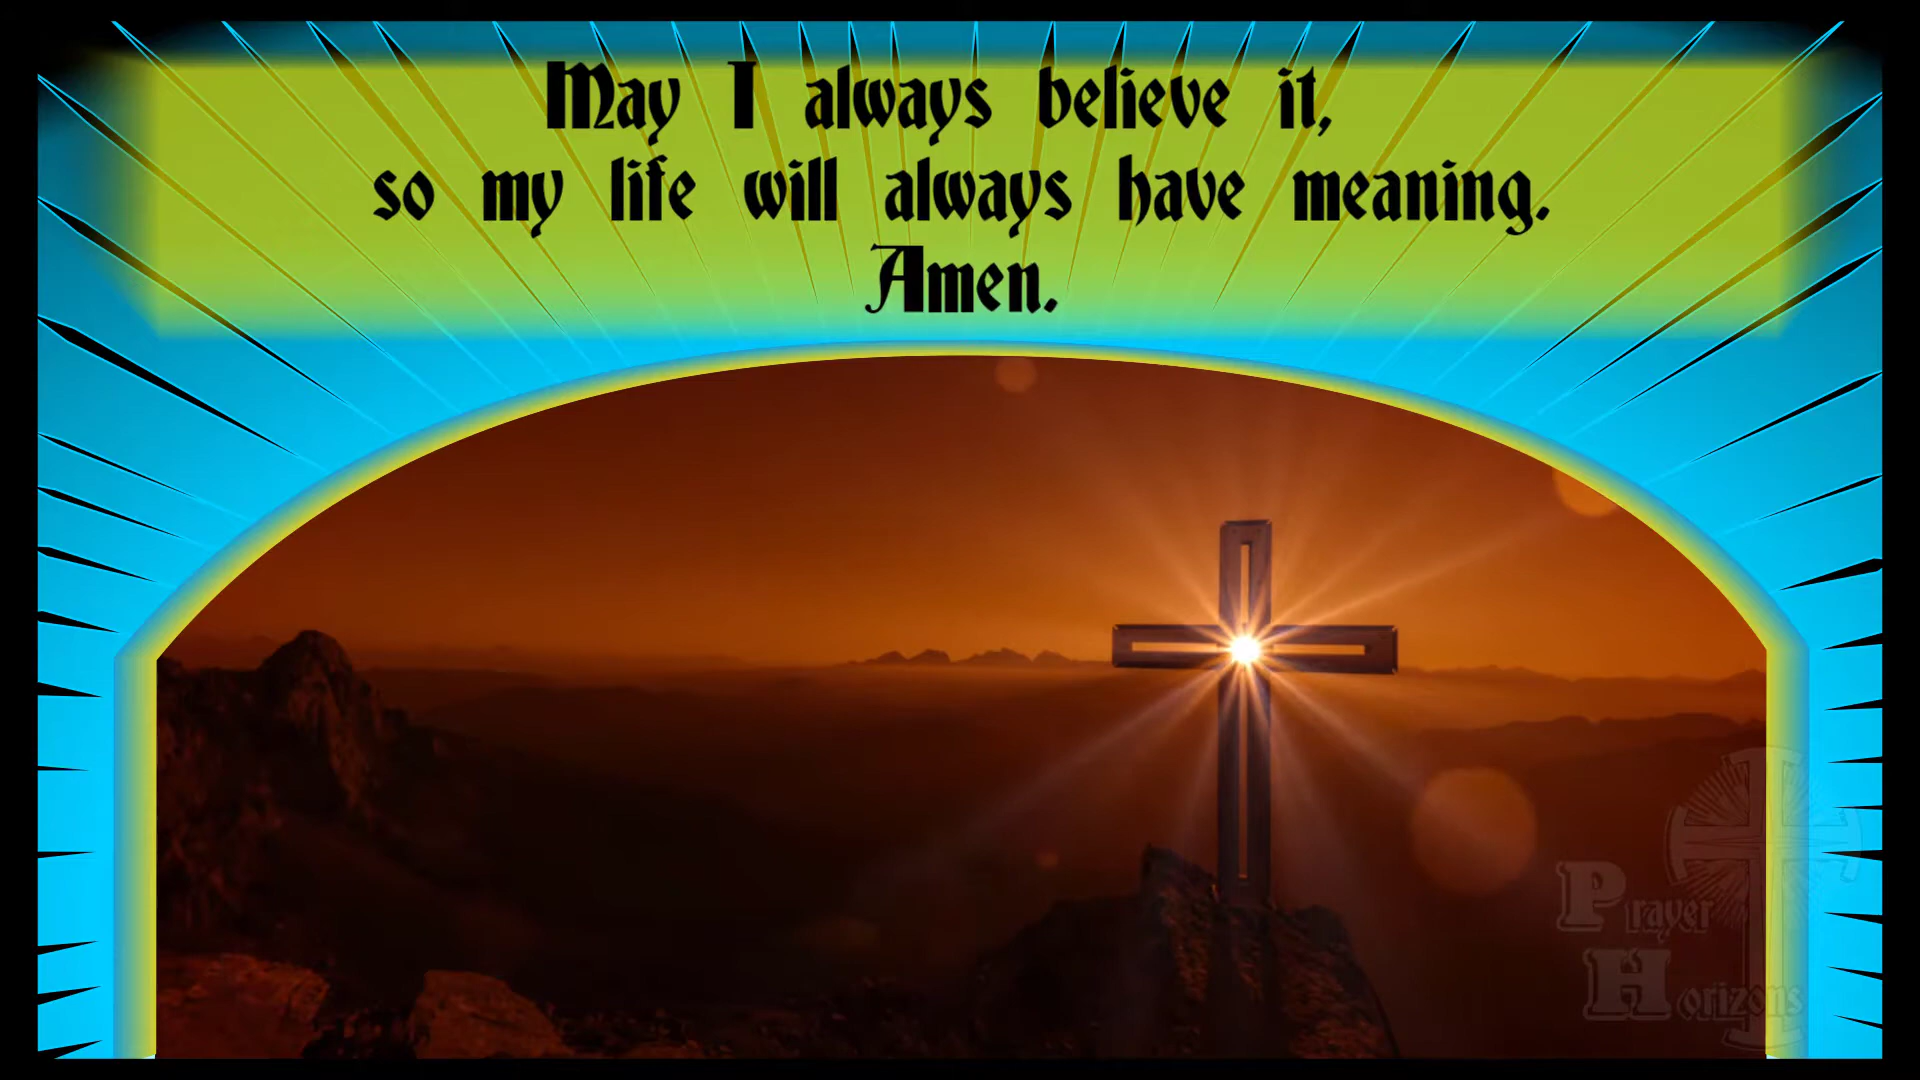 May I always believe it,
so my life will always have meaning.
Amen.
Prayer
Horizons